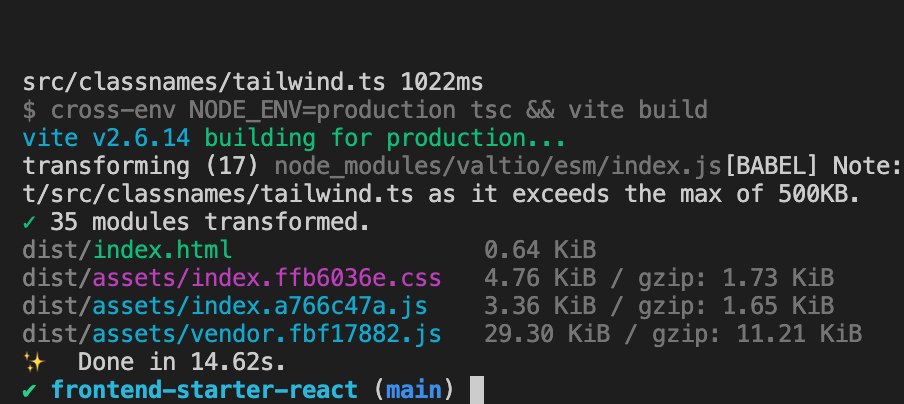 src/classnames/tailwind.ts 1022ms
$ cross-env NODE_ENV=production tsc && vite build
vite v2.6.14 building for production...
transforming (17) node_modules/valtio/esm/index.js[BABEL] Note:
t/src/classnames/tailwind.ts as it exceeds the max of 500KB.
✓ 35 modules transformed.
dist/index.html 0.64 KiB
dist/assets/index.ffb6036e.css 4.76 KiB / gzip: 1.73 KiB
dist/assets/index.a766c47a.js 3.36 KiB / gzip: 1.65 KiB
dist/assets/vendor.fbf17882.js 29.30 KiB / gzip: 11.21 KiB
✨ Done in 14.62s.
✔ frontend-starter-react (main)